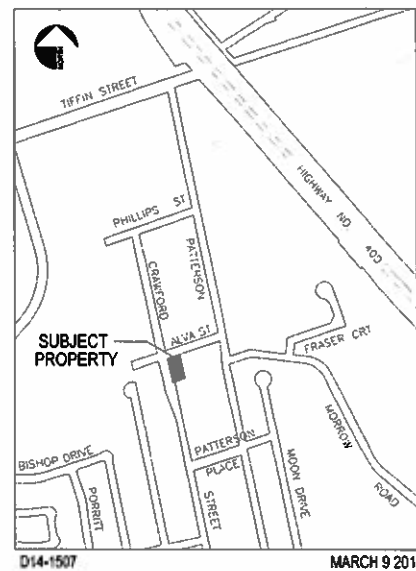 TIFFIN STREET
HIGHWAY NO. 400
PHILLIPS ST
CRAWFORD
PATTERSON
ALVA ST.
SUBJECT
PROPERTY
FRASER CRT
MORROW
ROAD
PATTERSON
PLACE
BISHOP DRIVE
PORRITT
STREET
MOON DRIVE
D14-1507
MARCH 9 201